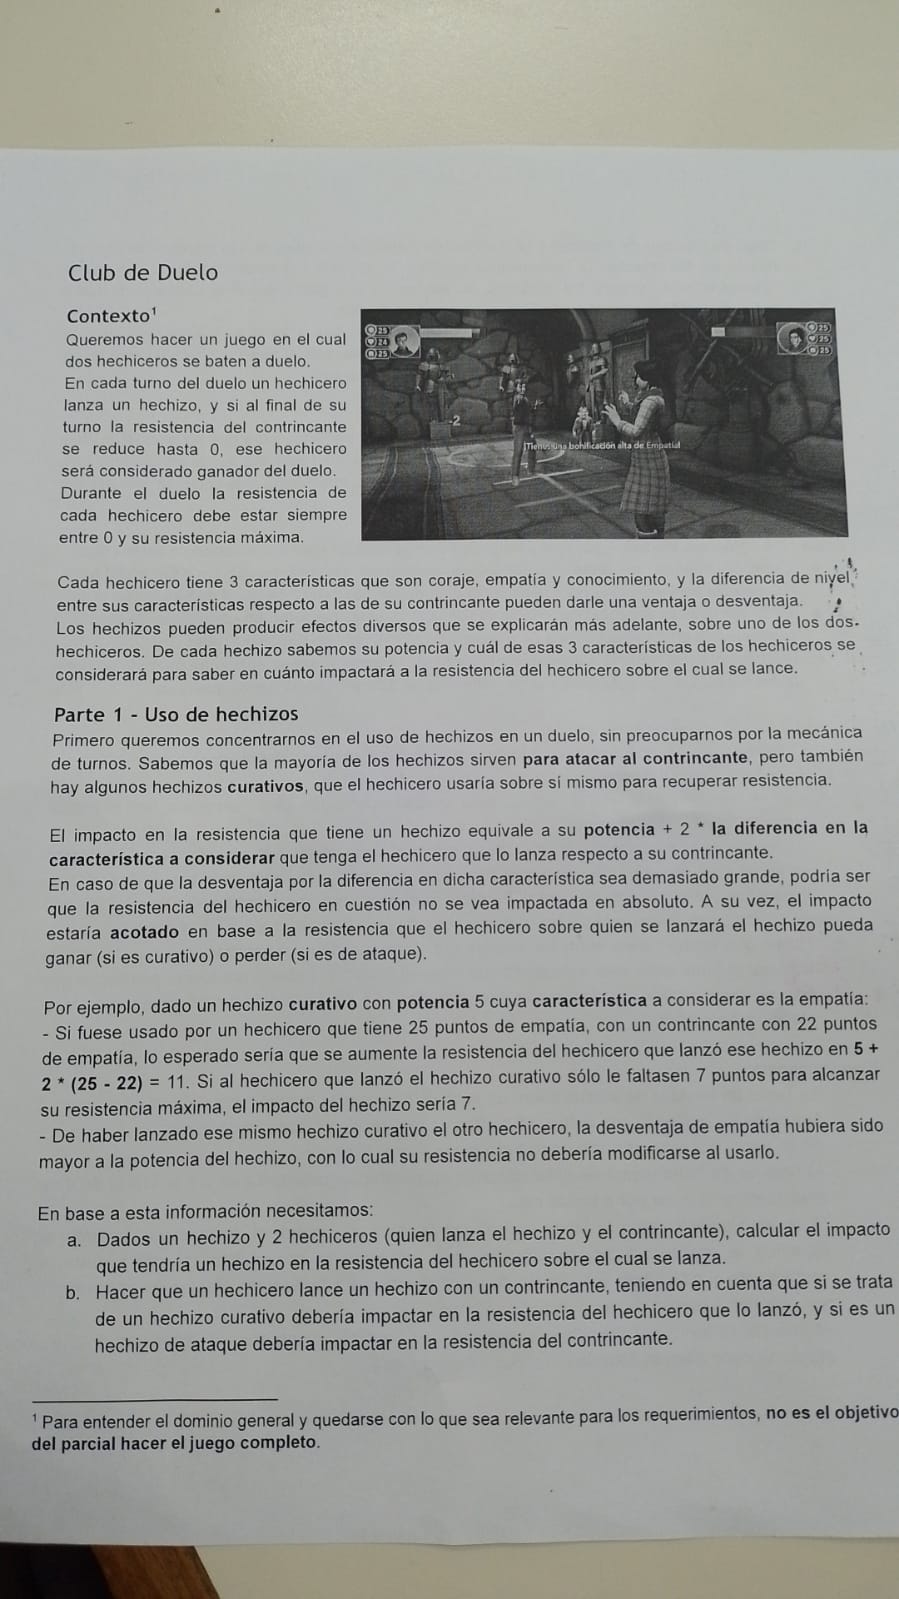 Club de Duelo
Contexto¹
Queremos hacer un juego en el cual
dos hechiceros se baten a duelo.
En cada turno del duelo un hechicero
lanza un hechizo, y si al final de su
turno la resistencia del contrincante
se reduce hasta 0, ese hechicero
será considerado ganador del duelo.
Durante el duelo la resistencia de
cada hechicero debe estar siempre
entre 0 y su resistencia máxima.
25
24
25
25
25
25
-2
¡Tienes una bonificación alta de Empatía!
Cada hechicero tiene 3 características que son coraje, empatía y conocimiento, y la diferencia de nivel
entre sus características respecto a las de su contrincante pueden darle una ventaja o desventaja.
Los hechizos pueden producir efectos diversos que se explicarán más adelante, sobre uno de los dos
hechiceros. De cada hechizo sabemos su potencia y cuál de esas 3 características de los hechiceros se
considerará para saber en cuánto impactará a la resistencia del hechicero sobre el cual se lance.
Parte 1 - Uso de hechizos
Primero queremos concentrarnos en el uso de hechizos en un duelo, sin preocuparnos por la mecánica
de turnos. Sabemos que la mayoría de los hechizos sirven para atacar al contrincante, pero también
hay algunos hechizos curativos, que el hechicero usaría sobre sí mismo para recuperar resistencia.
El impacto en la resistencia que tiene un hechizo equivale a su potencia + 2 * la diferencia en la
característica a considerar que tenga el hechicero que lo lanza respecto a su contrincante.
En caso de que la desventaja por la diferencia en dicha característica sea demasiado grande, podría ser
que la resistencia del hechicero en cuestión no se vea impactada en absoluto. A su vez, el impacto
estaría acotado en base a la resistencia que el hechicero sobre quien se lanzará el hechizo pueda
ganar (si es curativo) o perder (si es de ataque).
Por ejemplo, dado un hechizo curativo con potencia 5 cuya característica a considerar es la empatía:
- Si fuese usado por un hechicero que tiene 25 puntos de empatía, con un contrincante con 22 puntos
de empatía, lo esperado sería que se aumente la resistencia del hechicero que lanzó ese hechizo en 5 +
2 * (25 - 22) = 11. Si al hechicero que lanzó el hechizo curativo sólo le faltasen 7 puntos para alcanzar
su resistencia máxima, el impacto del hechizo sería 7.
- De haber lanzado ese mismo hechizo curativo el otro hechicero, la desventaja de empatía hubiera sido
mayor a la potencia del hechizo, con lo cual su resistencia no debería modificarse al usarlo.
En base a esta información necesitamos:
a. Dados un hechizo y 2 hechiceros (quien lanza el hechizo y el contrincante), calcular el impacto
que tendría un hechizo en la resistencia del hechicero sobre el cual se lanza.
b. Hacer que un hechicero lance un hechizo con un contrincante, teniendo en cuenta que si se trata
de un hechizo curativo debería impactar en la resistencia del hechicero que lo lanzó, y si es un
hechizo de ataque debería impactar en la resistencia del contrincante.
¹ Para entender el dominio general y quedarse con lo que sea relevante para los requerimientos, no es el objetivo
del parcial hacer el juego completo.